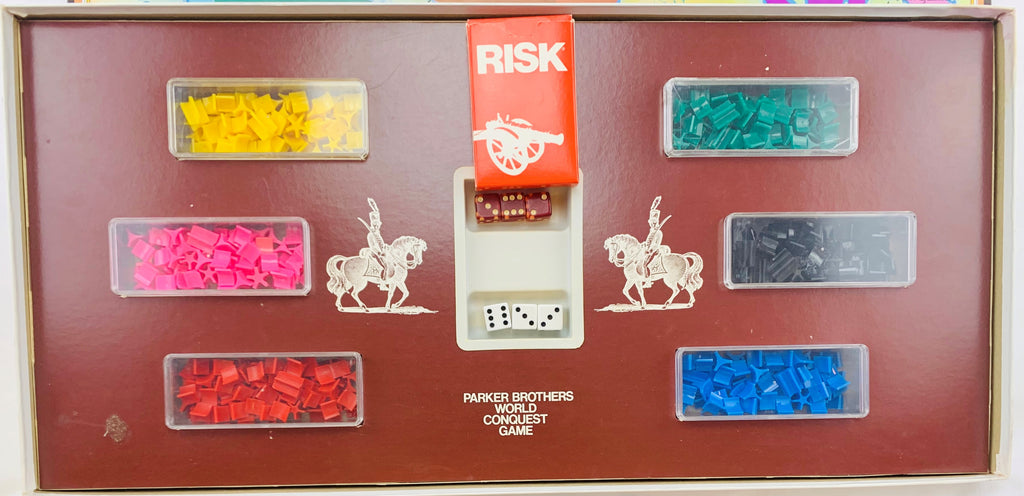 RISK
PARKER BROTHERS
WORLD
CONQUEST
GAME